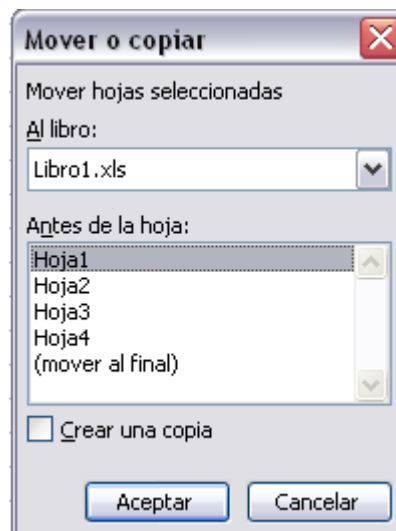 Mover o copiar
Mover hojas seleccionadas
Al libro:
Libro1.xls
Antes de la hoja:
Hoja1
Hoja2
Hoja3
Hoja4
(mover al final)
Crear una copia
Aceptar Cancelar